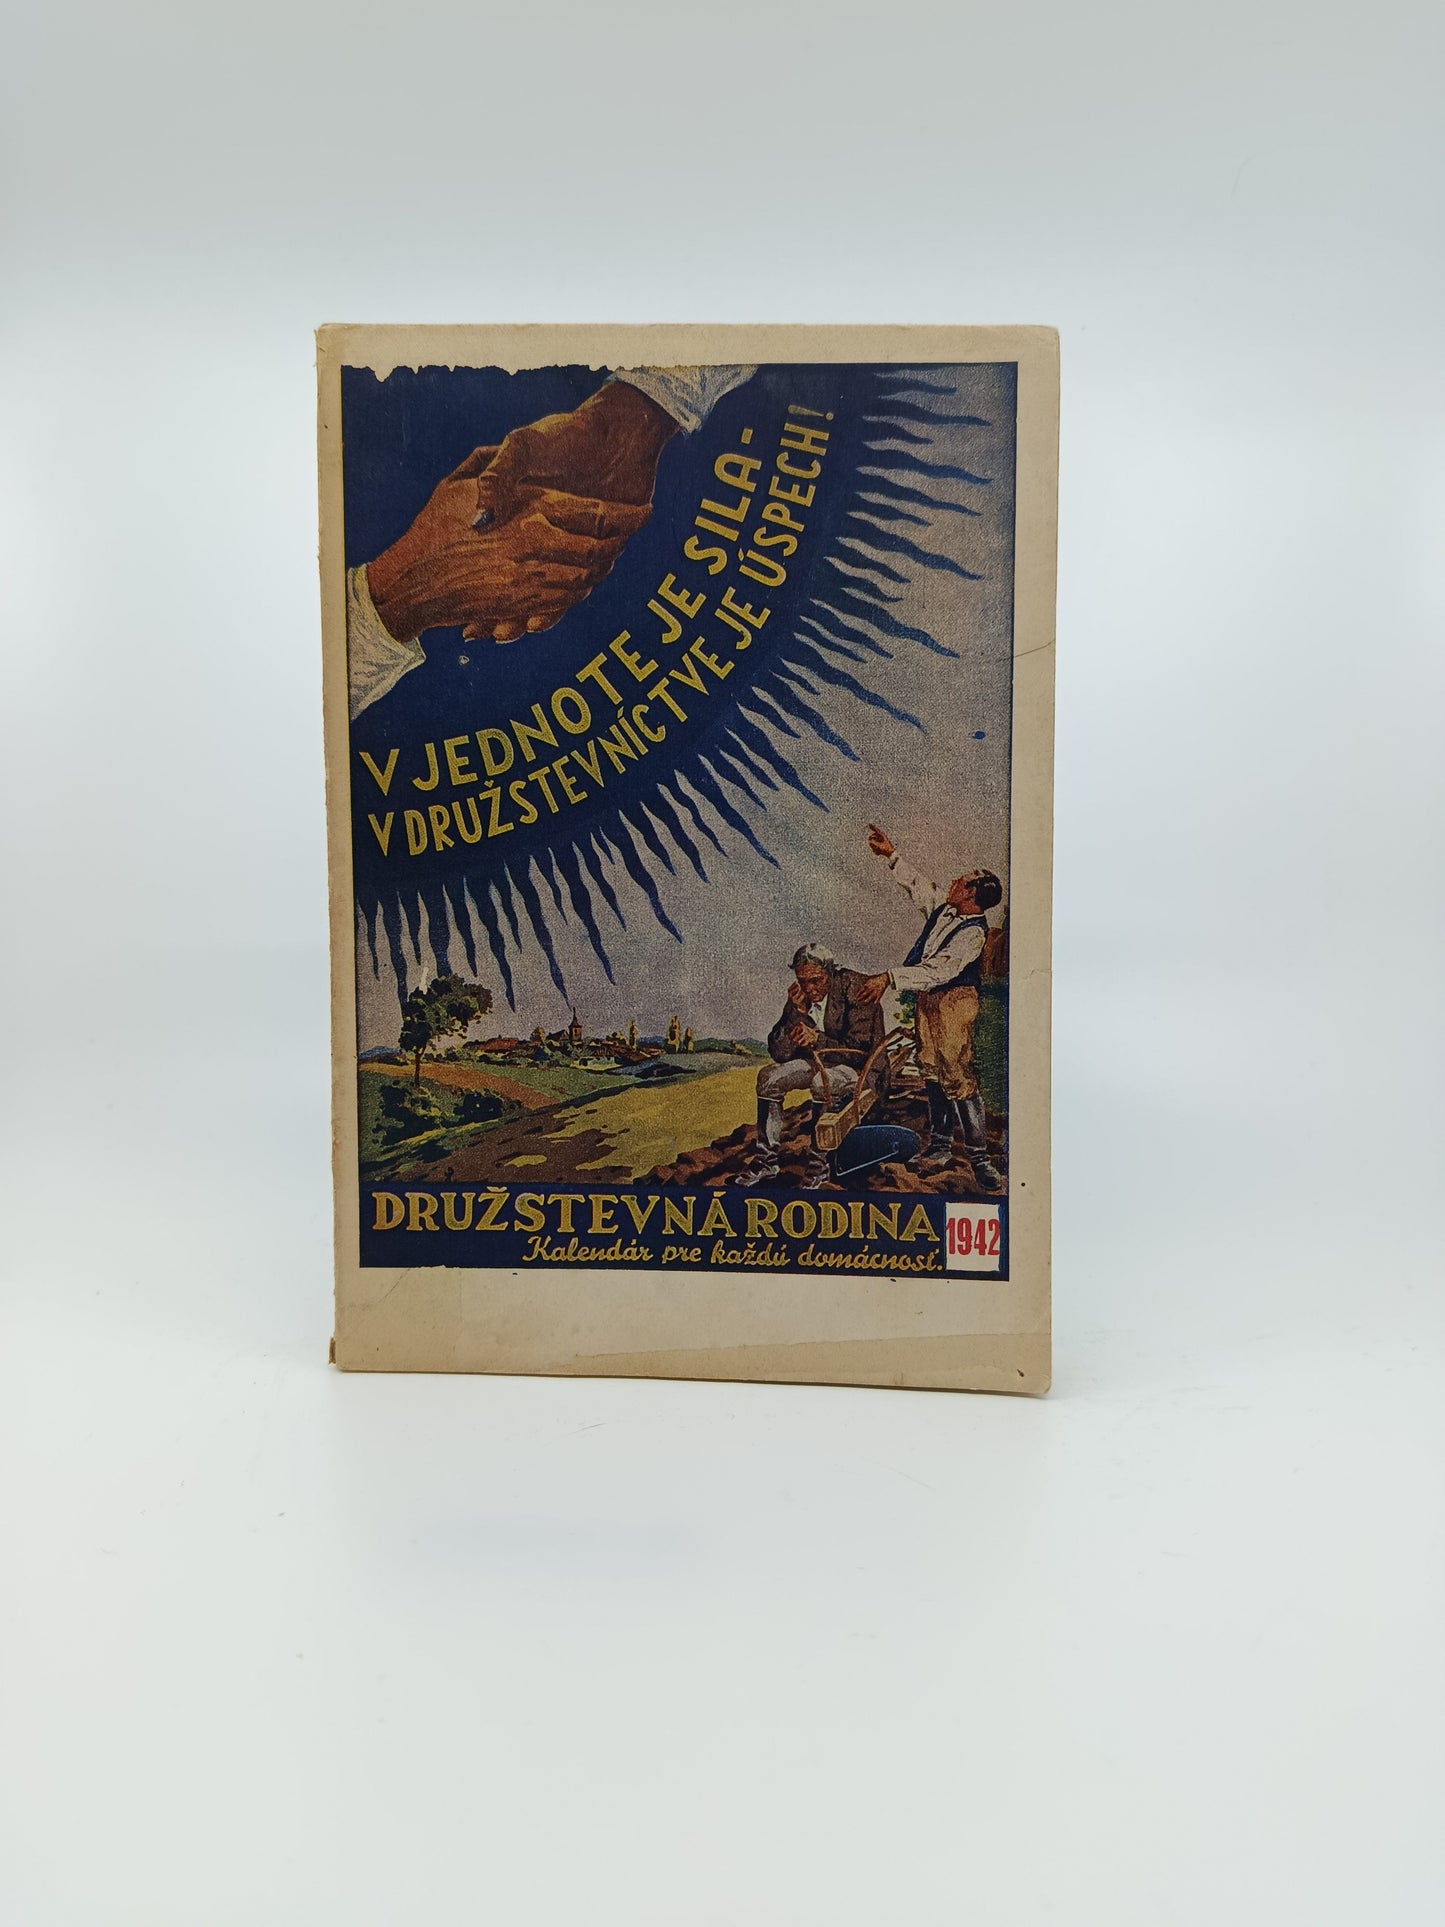 V JEDNOTE JE SILA-
V DRUŽSTEVNÍCTVE JE ÚSPECH!
DRUŽSTEVNÁ RODINA
1942
Kalendár pre každú domácnosť.